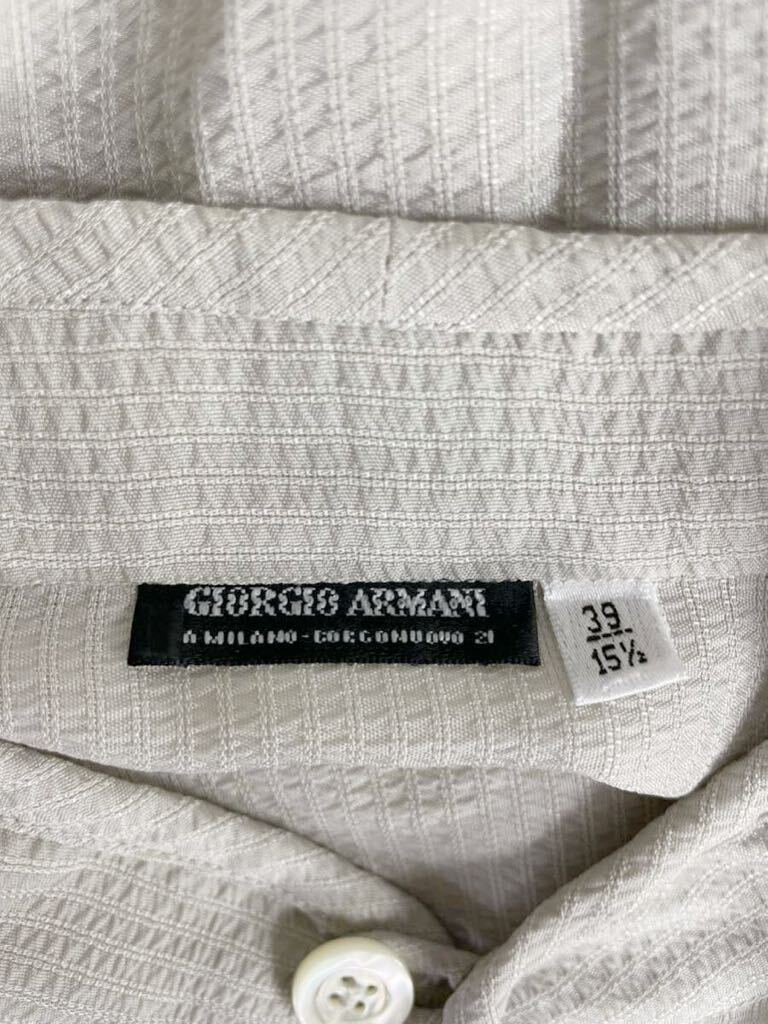 GIORGIO ARMANI
A MILANO-BORGONUOVO 21
39
15½